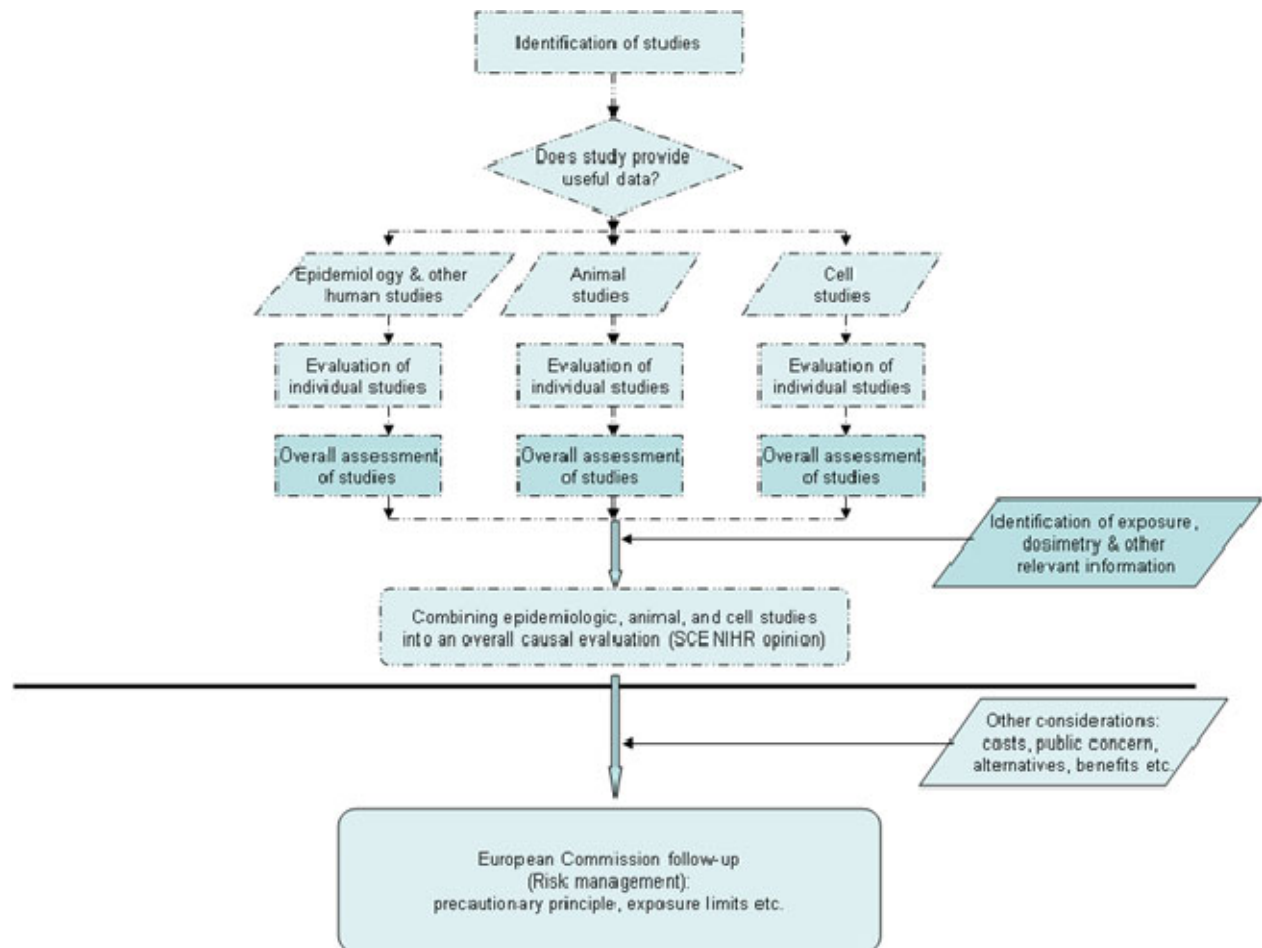 Identification of studies
Does study provide
useful data?
Epidemiology & other
human studies
Animal
studies
Cell
studies
Evaluation of
individual studies
Evaluation of
individual studies
Evaluation of
individual studies
Overall assessment
of studies
Overall assessment
of studies
Overall assessment
of studies
Identification of exposure,
dosimetry & other
relevant information
Combining epidemiologic, animal, and cell studies
into an overall causal evaluation (SCENIHR opinion)
Other considerations:
costs, public concern,
alternatives, benefits etc.
European Commission follow-up
(Risk management):
precautionary principle, exposure limits etc.